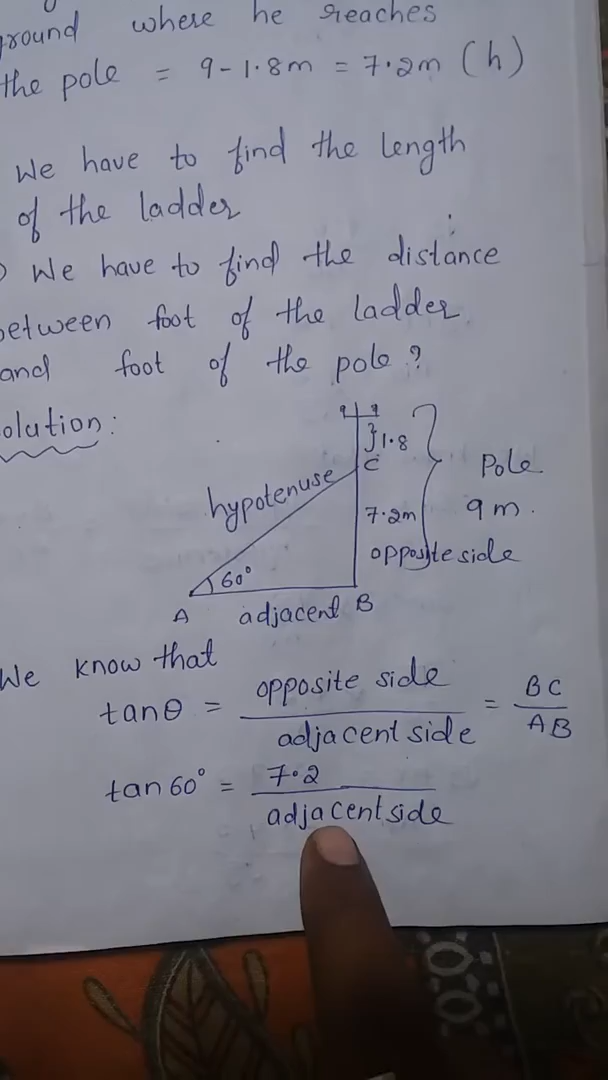 ground where he reaches
the pole = 9 - 1.8m = 7.2m (h)
We have to find the length
of the ladder
) We have to find the distance
between foot of the ladder
and foot of the pole?
olution:
}1.8
C
Pole
hypotenuse
7.2m
9m.
opposite side
60°
A adjacent B
We know that
tanθ = opposite side / adjacent side = BC / AB
tan 60° = 7.2 / adjacent side